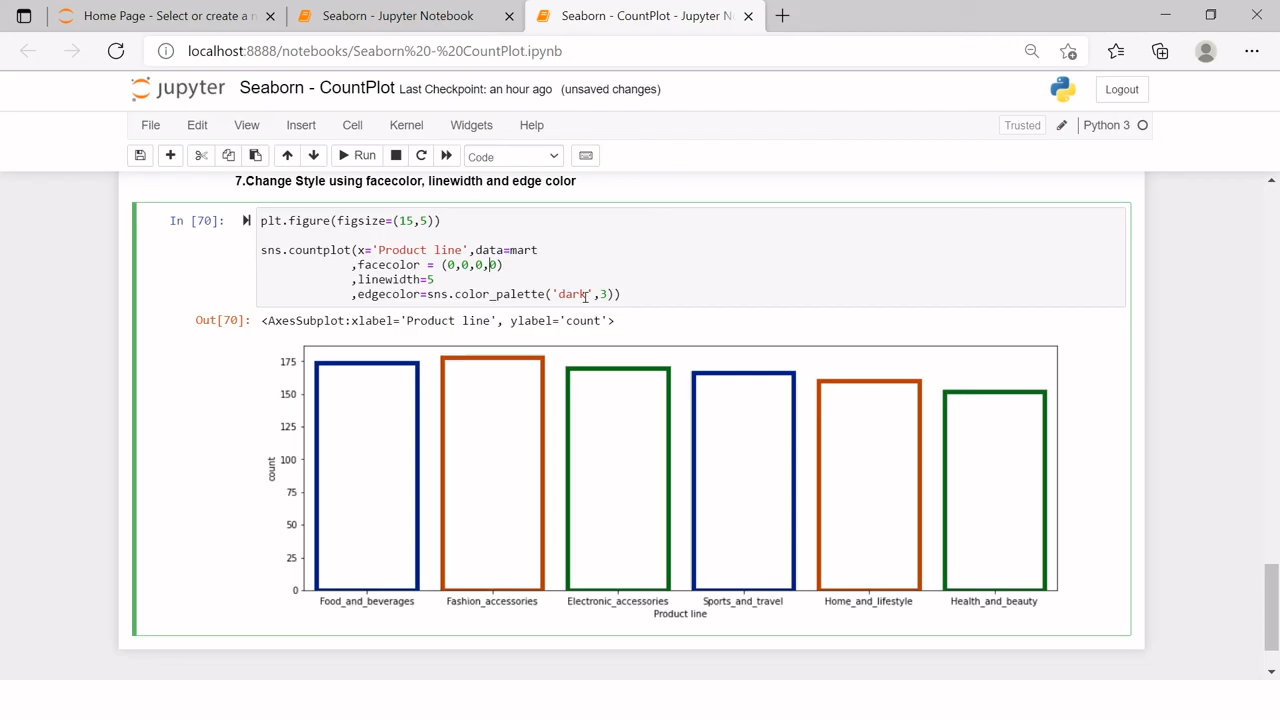 Home Page - Select or create a n
Seaborn - Jupyter Notebook
Seaborn - CountPlot - Jupyter N
localhost:8888/notebooks/Seaborn%20-%20CountPlot.ipynb
jupyter Seaborn - CountPlot Last Checkpoint: an hour ago (unsaved changes)
Logout
File Edit View Insert Cell Kernel Widgets Help
Trusted
Python 3
Run
Code
7.Change Style using facecolor, linewidth and edge color
In [70]:
plt.figure(figsize=(15,5))
sns.countplot(x='Product line',data=mart
,facecolor = (0,0,0,0)
,linewidth=5
,edgecolor=sns.color_palette('dark',3))
Out[70]: <AxesSubplot:xlabel='Product line', ylabel='count'>
175
150
125
100
75
50
25
0
count
Food_and_beverages Fashion_accessories Electronic_accessories Sports_and_travel Home_and_lifestyle Health_and_beauty
Product line